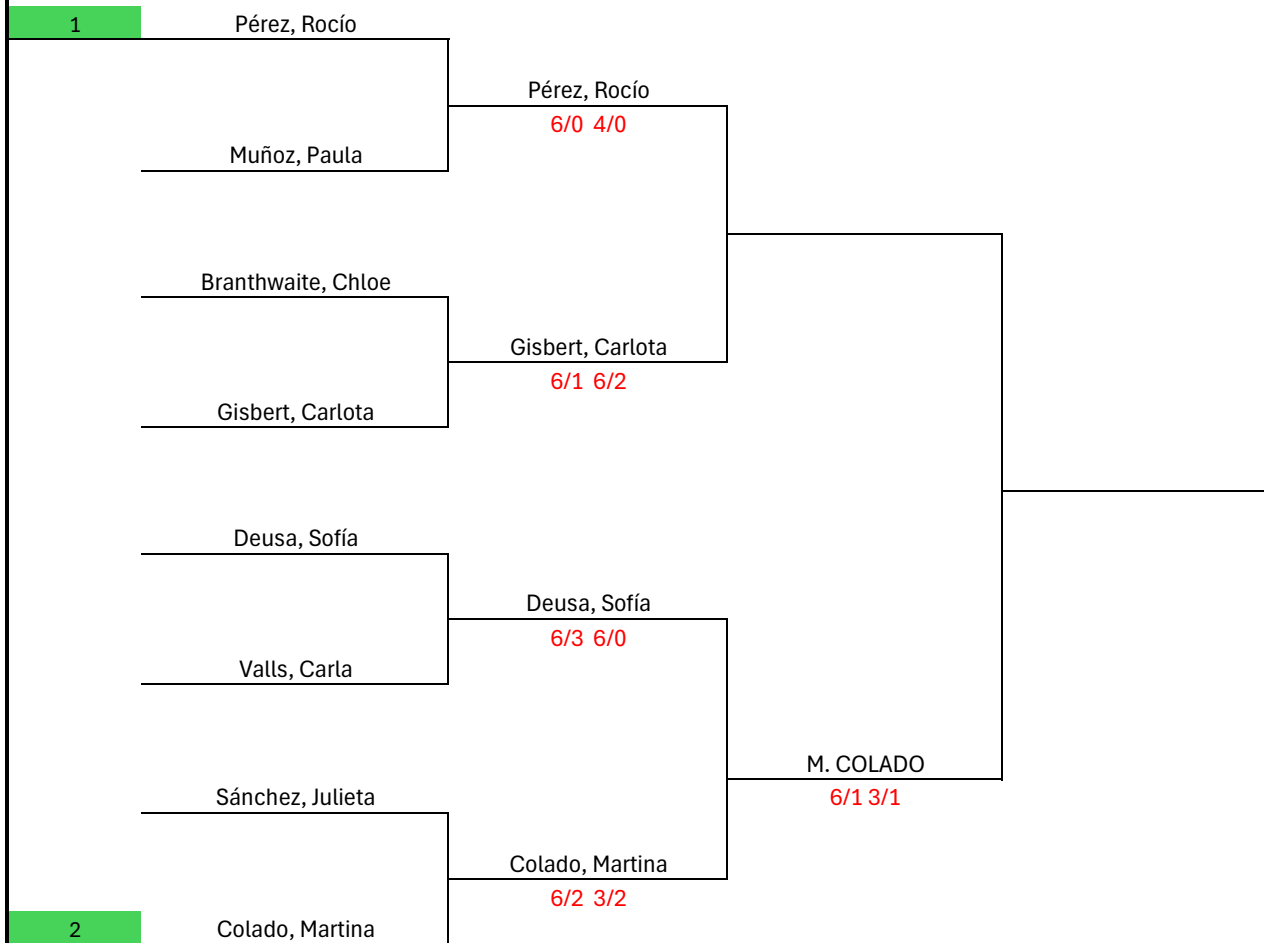 1 Pérez, Rocío
Pérez, Rocío
6/0 4/0
Muñoz, Paula
Branthwaite, Chloe
Gisbert, Carlota
6/1 6/2
Gisbert, Carlota
Deusa, Sofía
Deusa, Sofía
6/3 6/0
Valls, Carla
M. COLADO
6/1 3/1
Sánchez, Julieta
Colado, Martina
6/2 3/2
2 Colado, Martina